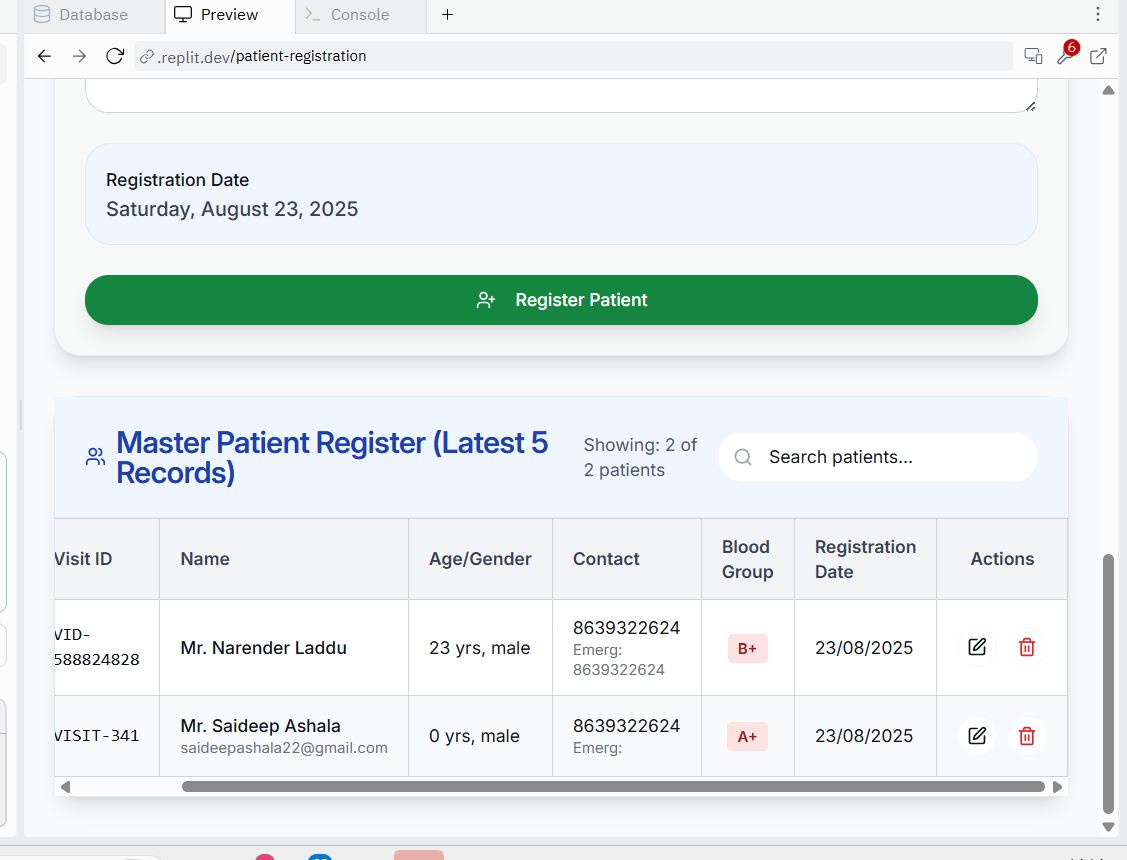 Database
Preview
Console
.replit.dev/patient-registration
6
Registration Date
Saturday, August 23, 2025
Register Patient
Master Patient Register (Latest 5
Records)
Showing: 2 of
2 patients
Search patients...
Visit ID
Name
Age/Gender
Contact
Blood
Group
Registration
Date
Actions
VID-
588824828
Mr. Narender Laddu
23 yrs, male
8639322624
Emerg:
8639322624
B+
23/08/2025
VISIT-341
Mr. Saideep Ashala
saideepashala22@gmail.com
0 yrs, male
8639322624
Emerg:
A+
23/08/2025